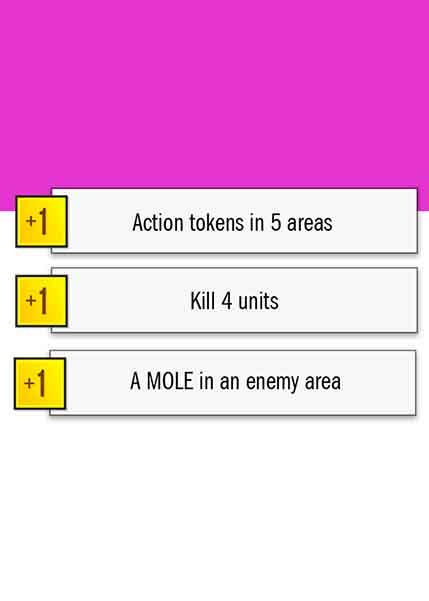 +1 Action tokens in 5 areas
+1 Kill 4 units
+1 A MOLE in an enemy area